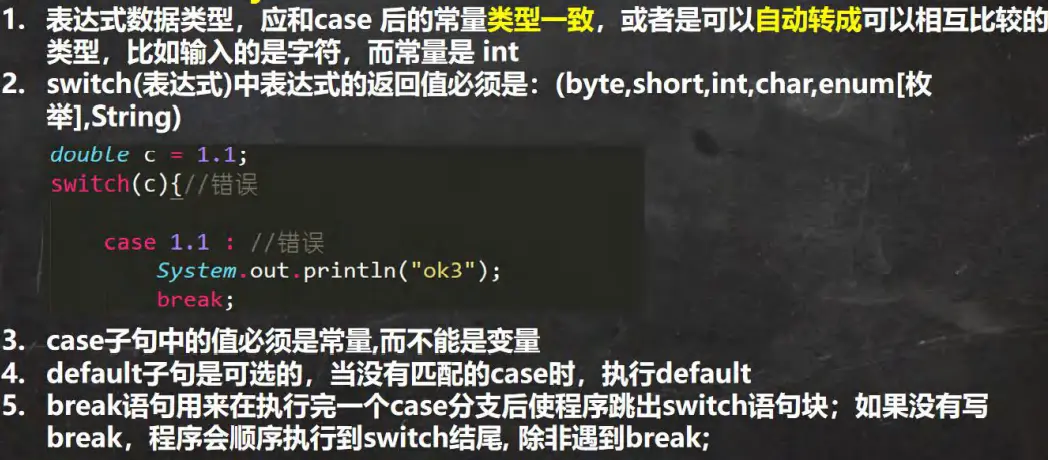 1. 表达式数据类型，应和case 后的常量类型一致，或者是可以自动转成可以相互比较的
类型，比如输入的是字符，而常量是 int
2. switch(表达式)中表达式的返回值必须是：(byte,short,int,char,enum[枚
举],String)
double c = 1.1;
switch(c){//错误
case 1.1 : //错误
System.out.println("ok3");
break;
3. case子句中的值必须是常量,而不能是变量
4. default子句是可选的，当没有匹配的case时，执行default
5. break语句用来在执行完一个case分支后使程序跳出switch语句块；如果没有写
break，程序会顺序执行到switch结尾, 除非遇到break;